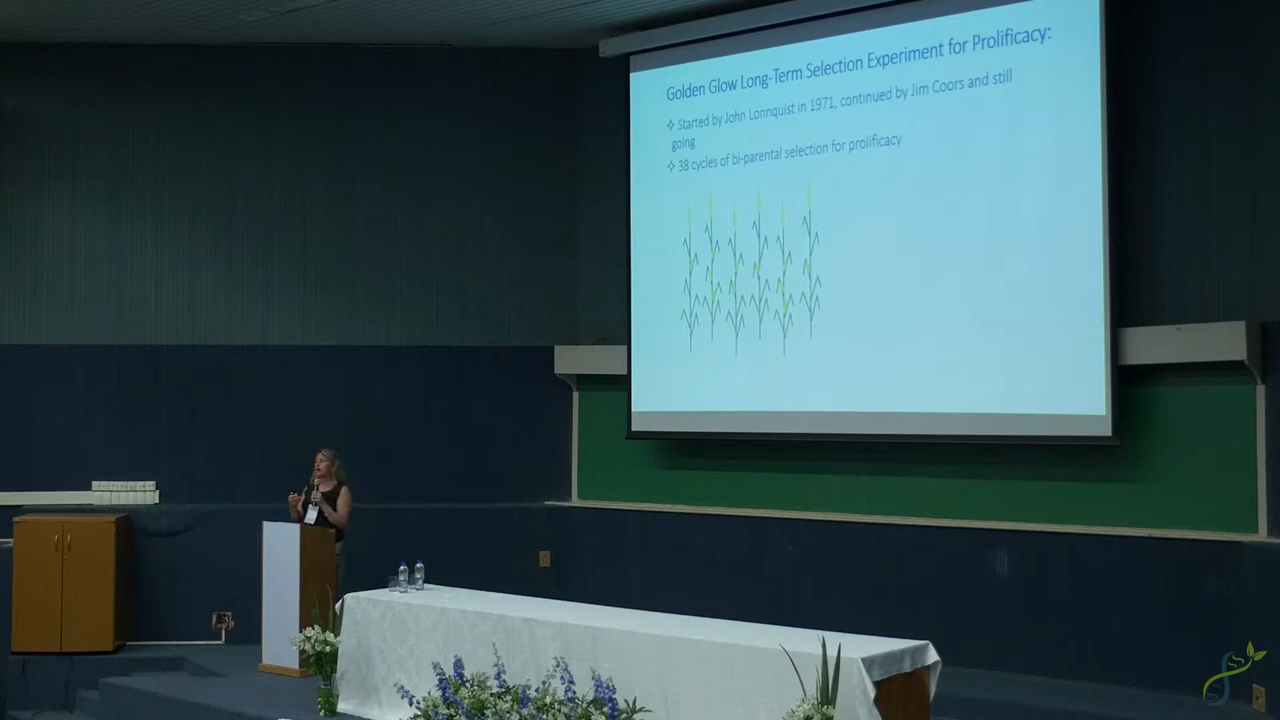 Golden Glow Long-Term Selection Experiment for Prolificacy:
Started by John Lonnquist in 1971, continued by Jim Coors and still
going
38 cycles of bi-parental selection for prolificacy